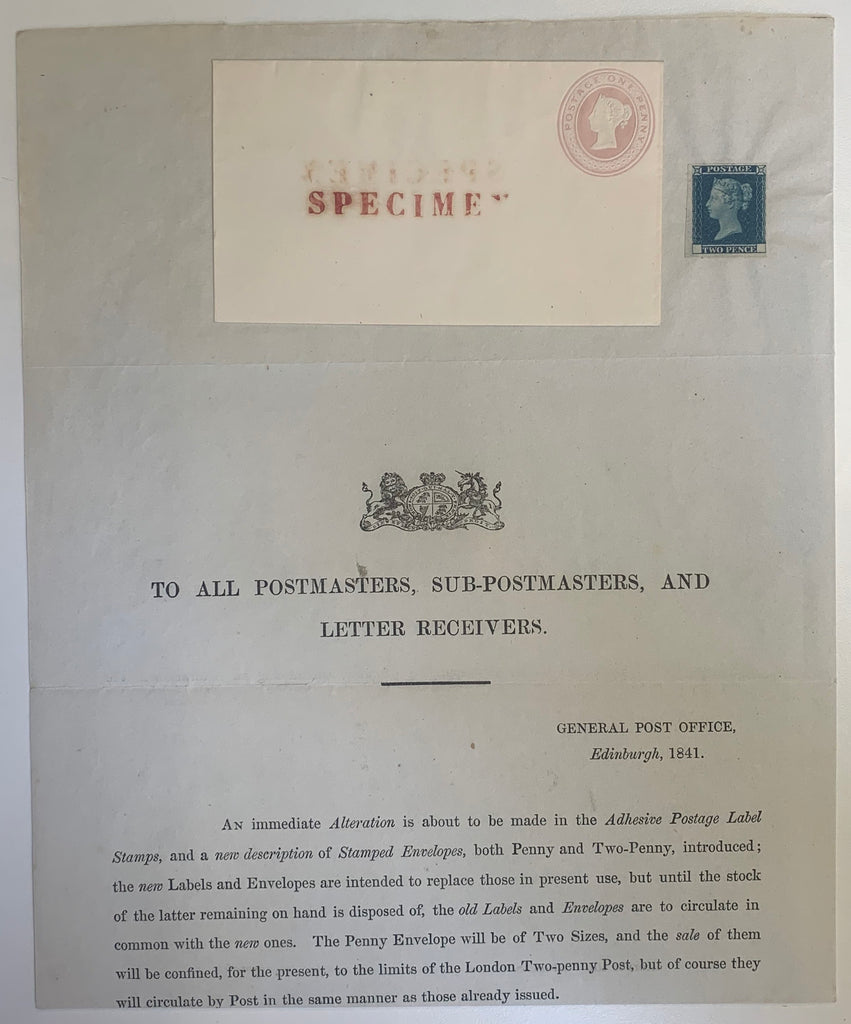 POSTAGE ONE PENNY
SPECIMEN
SPECIMEN
POSTAGE
TWO PENCE
TO ALL POSTMASTERS, SUB-POSTMASTERS, AND
LETTER RECEIVERS.
GENERAL POST OFFICE,
Edinburgh, 1841.
AN immediate Alteration is about to be made in the Adhesive Postage Label
Stamps, and a new description of Stamped Envelopes, both Penny and Two-Penny, introduced;
the new Labels and Envelopes are intended to replace those in present use, but until the stock
of the latter remaining on hand is disposed of, the old Labels and Envelopes are to circulate in
common with the new ones. The Penny Envelope will be of Two Sizes, and the sale of them
will be confined, for the present, to the limits of the London Two-penny Post, but of course they
will circulate by Post in the same manner as those already issued.